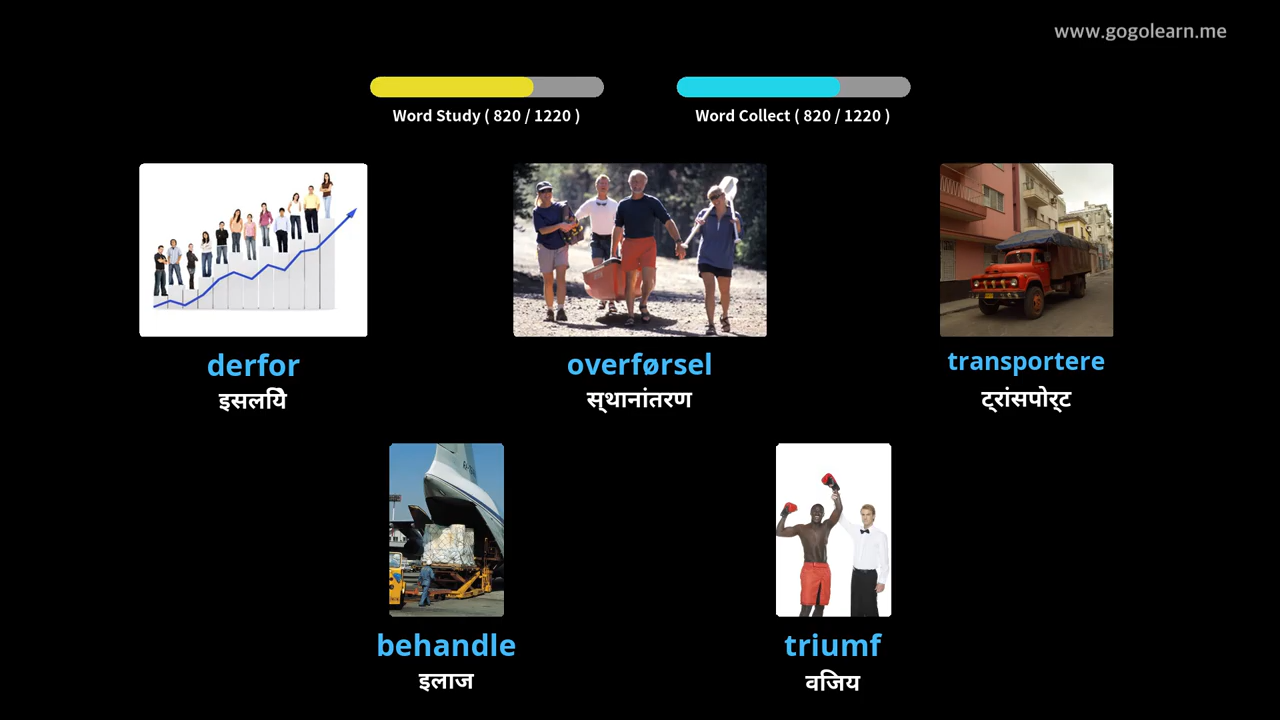 www.gogolearn.me
Word Study ( 820 / 1220 )
Word Collect ( 820 / 1220 )
derfor
इसलिये
overførsel
स्थानांतरण
transportere
ट्रांसपोर्ट
behandle
इलाज
triumf
विजय